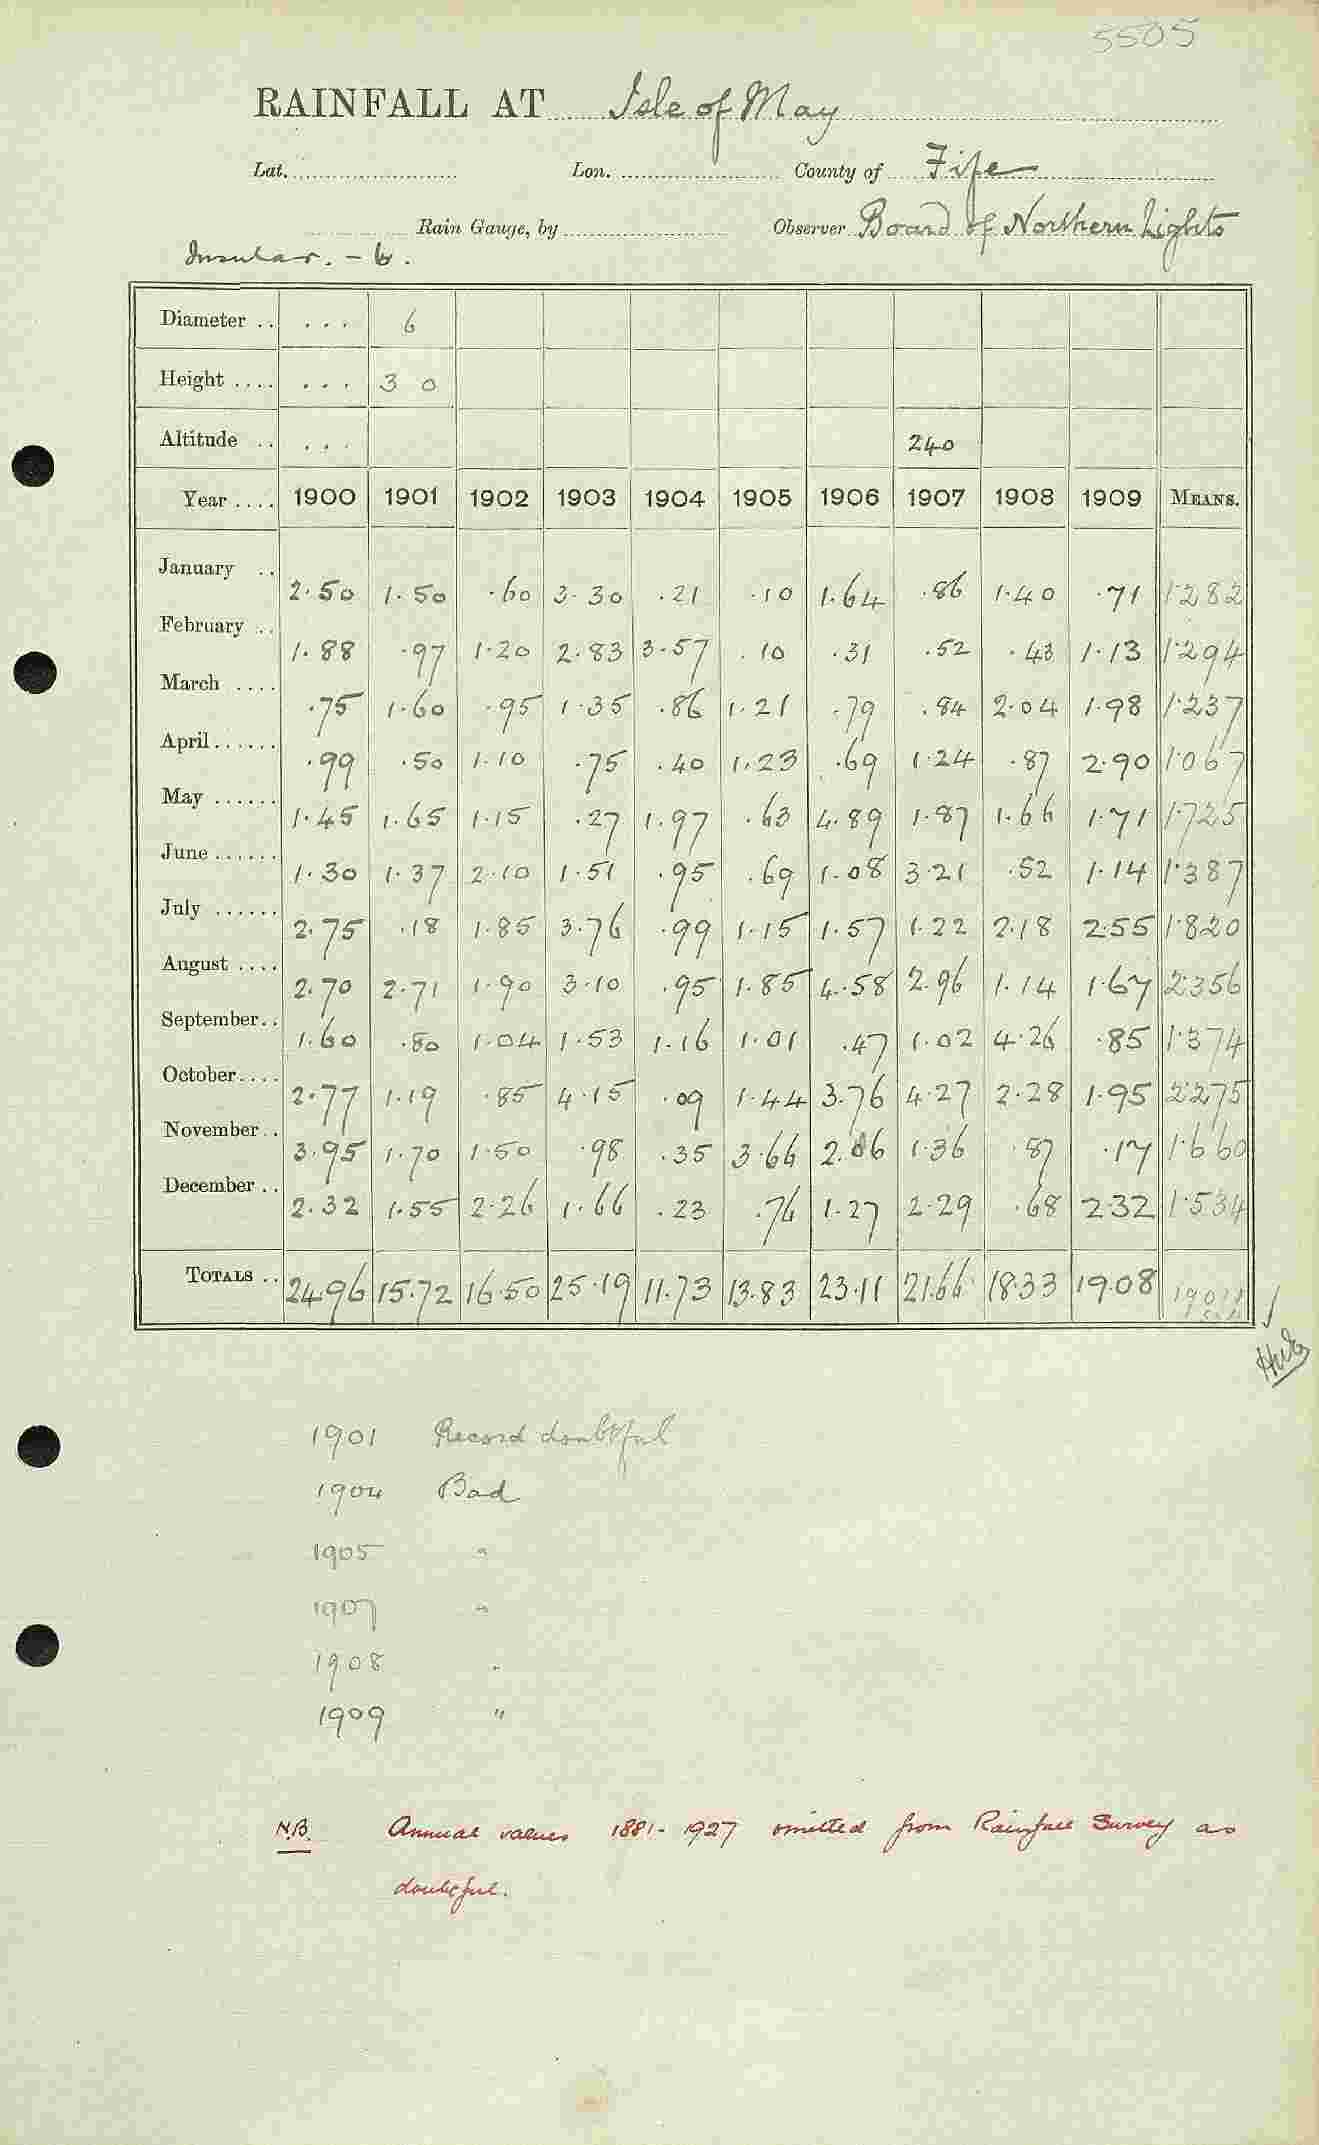 5505
RAINFALL AT Isle of May
Lat. Lon. County of Fife
Rain Gauge, by Observer Board of Northern Lights
Insular. - 6.
Diameter .. ... 6
Height .... ... 3 0
Altitude .. ... 240
Year .... 1900 1901 1902 1903 1904 1905 1906 1907 1908 1909 MEANS.
January .. 2.50 1.50 .60 3.30 .21 .10 1.64 .86 1.40 .71 1.282
February .. 1.88 .97 1.20 2.83 3.57 .10 .31 .52 .43 1.13 1.294
March .... .75 1.60 .95 1.35 .86 1.21 .79 .84 2.04 1.98 1.237
April ...... .99 .50 1.10 .75 .40 1.23 .69 1.24 .87 2.90 1.067
May ...... 1.45 1.65 1.15 .27 1.97 .63 4.89 1.87 1.66 1.71 1.725
June ...... 1.30 1.37 2.10 1.51 .95 .69 1.08 3.21 .52 1.14 1.387
July ...... 2.75 .18 1.85 3.76 .99 1.15 1.57 1.22 2.18 2.55 1.820
August .... 2.70 2.71 1.90 3.10 .95 1.85 4.58 2.96 1.14 1.67 2.356
September.. 1.60 .80 1.04 1.53 1.16 1.01 .47 1.02 4.26 .85 1.374
October.... 2.77 1.19 .85 4.15 .09 1.44 3.76 4.27 2.28 1.95 2.275
November.. 3.95 1.70 1.50 .98 .35 3.66 2.06 1.36 .87 .17 1.660
December .. 2.32 1.55 2.26 1.66 .23 .76 1.27 2.29 .68 2.32 1.534
TOTALS .. 24.96 15.72 16.50 25.19 11.73 13.83 23.11 21.66 18.33 19.08 19.011
1901 Record doubtful
1904 Bad
1905 "
1907 "
1908 "
1909 "
N.B. Annual values 1881-1927 omitted from Rainfall Survey as
doubtful.